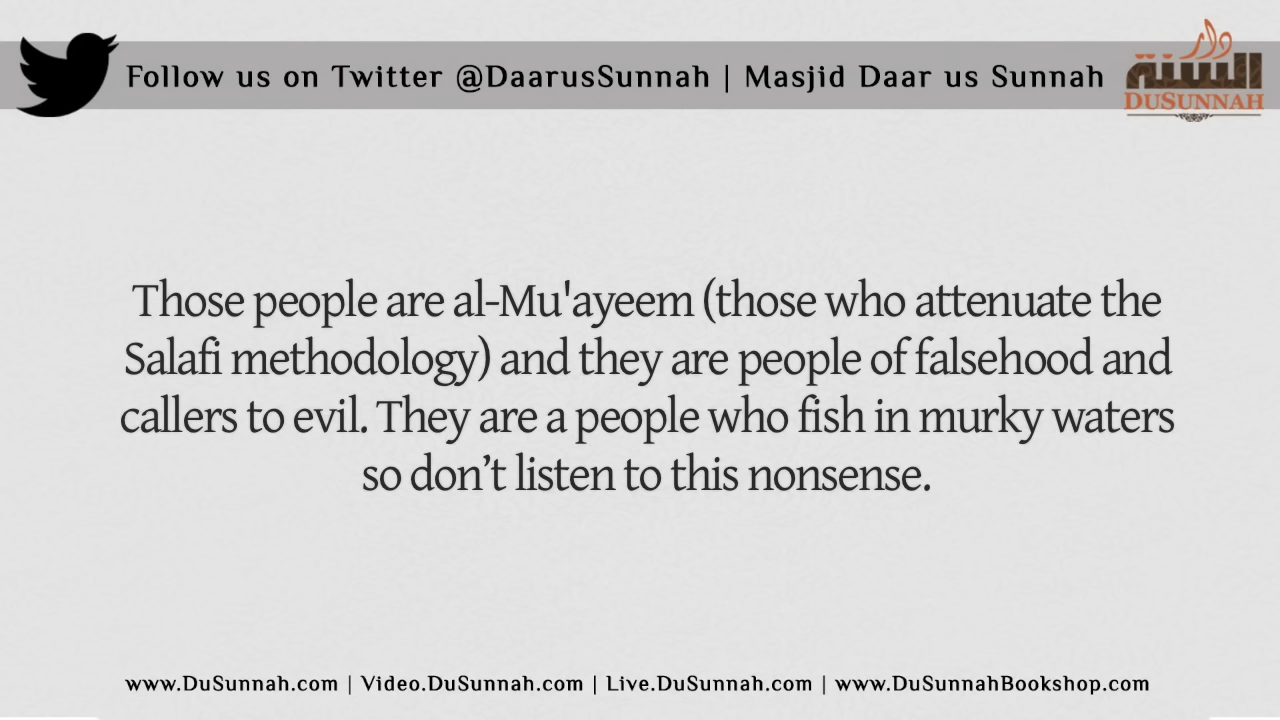 Follow us on Twitter @DaarusSunnah | Masjid Daar us Sunnah
دار
السنة
DUSUNNAH
Those people are al-Mu'ayeem (those who attenuate the
Salafi methodology) and they are people of falsehood and
callers to evil. They are a people who fish in murky waters
so don’t listen to this nonsense.
www.DuSunnah.com | Video.DuSunnah.com | Live.DuSunnah.com | www.DuSunnahBookshop.com